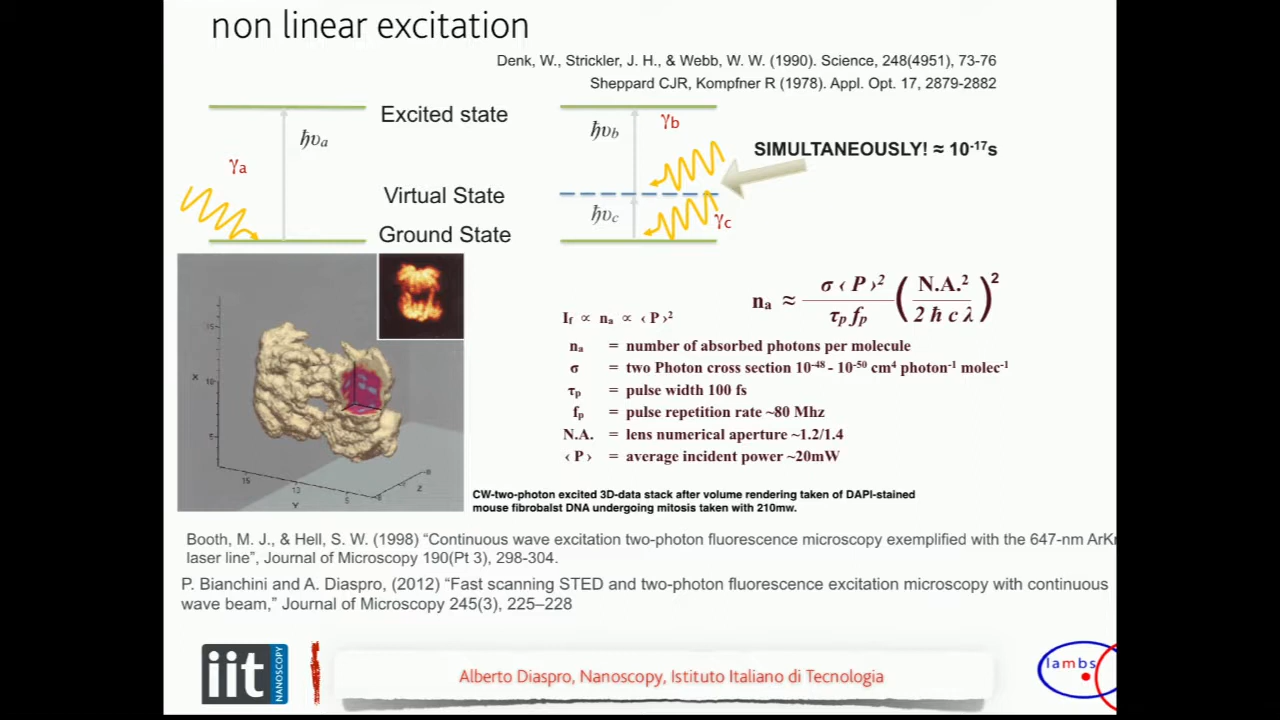 non linear excitation
Denk, W., Strickler, J. H., & Webb, W. W. (1990). Science, 248(4951), 73-76
Sheppard CJR, Kompfner R (1978). Appl. Opt. 17, 2879-2882
Excited state
ħυa
γa
Virtual State
Ground State
ħυb
γb
ħυc
γc
SIMULTANEOUSLY! ≈ 10⁻¹⁷s
X
15
10
5
15
12
5
Y
Z
na ≈ σ ‹ P ›² / τp fp ( N.A.² / 2 ħ c λ )²
If ∝ na ∝ ‹ P ›²
na = number of absorbed photons per molecule
σ = two Photon cross section 10⁻⁴⁸ - 10⁻⁵⁰ cm⁴ photon⁻¹ molec⁻¹
τp = pulse width 100 fs
fp = pulse repetition rate ~80 Mhz
N.A. = lens numerical aperture ~1.2/1.4
‹ P › = average incident power ~20mW
CW-two-photon excited 3D-data stack after volume rendering taken of DAPI-stained
mouse fibrobalst DNA undergoing mitosis taken with 210mw.
Booth, M. J., & Hell, S. W. (1998) “Continuous wave excitation two-photon fluorescence microscopy exemplified with the 647-nm ArKr
laser line”, Journal of Microscopy 190(Pt 3), 298-304.
P. Bianchini and A. Diaspro, (2012) “Fast scanning STED and two-photon fluorescence excitation microscopy with continuous
wave beam,” Journal of Microscopy 245(3), 225–228
iit
NANOSCOPY
Alberto Diaspro, Nanoscopy, Istituto Italiano di Tecnologia
lambs